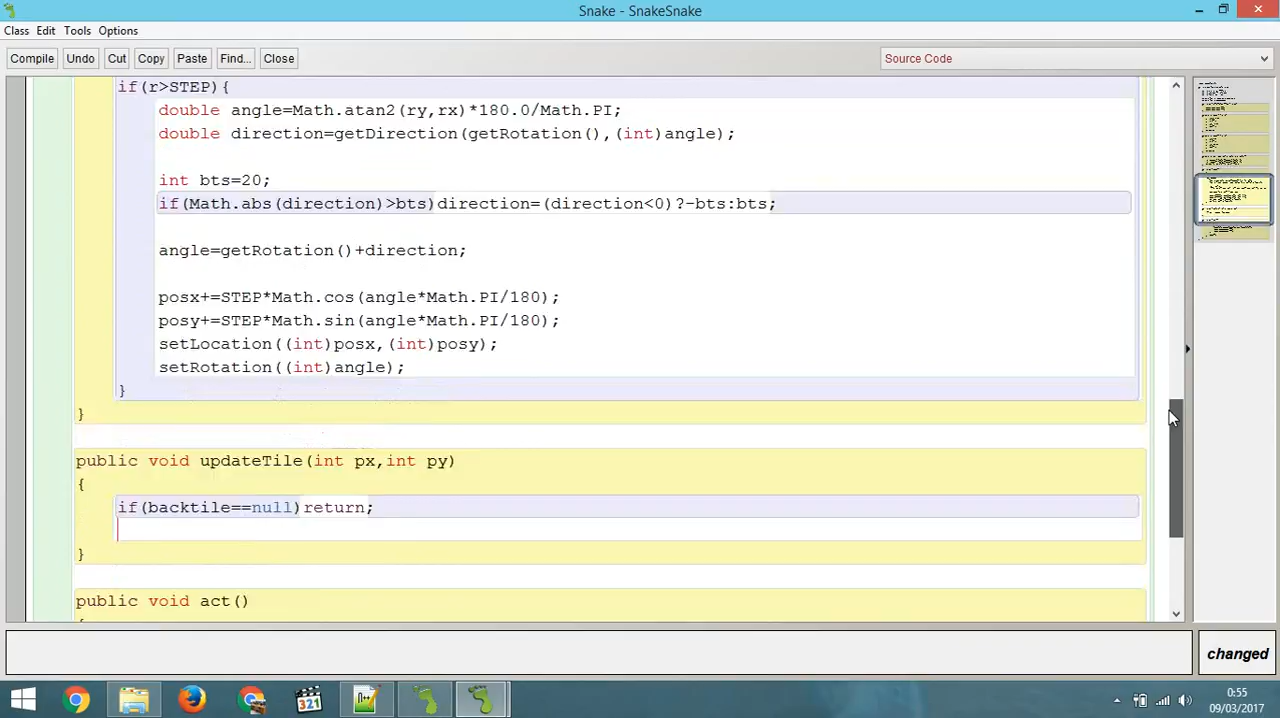 Snake - SnakeSnake
Class Edit Tools Options
Compile Undo Cut Copy Paste Find... Close Source Code
if(r>STEP){
double angle=Math.atan2(ry,rx)*180.0/Math.PI;
double direction=getDirection(getRotation(),(int)angle);
int bts=20;
if(Math.abs(direction)>bts)direction=(direction<0)?-bts:bts;
angle=getRotation()+direction;
posx+=STEP*Math.cos(angle*Math.PI/180);
posy+=STEP*Math.sin(angle*Math.PI/180);
setLocation((int)posx,(int)posy);
setRotation((int)angle);
}
}
public void updateTile(int px,int py)
{
if(backtile==null)return;
}
public void act()
changed
321
0:55
09/03/2017